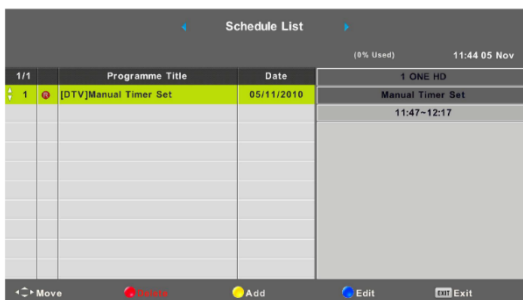 Schedule List
(0% Used) 11:44 05 Nov
1/1 Programme Title Date 1 ONE HD
1 [DTV]Manual Timer Set 05/11/2010 Manual Timer Set
11:47~12:17
Move Delete Add Edit EXIT Exit